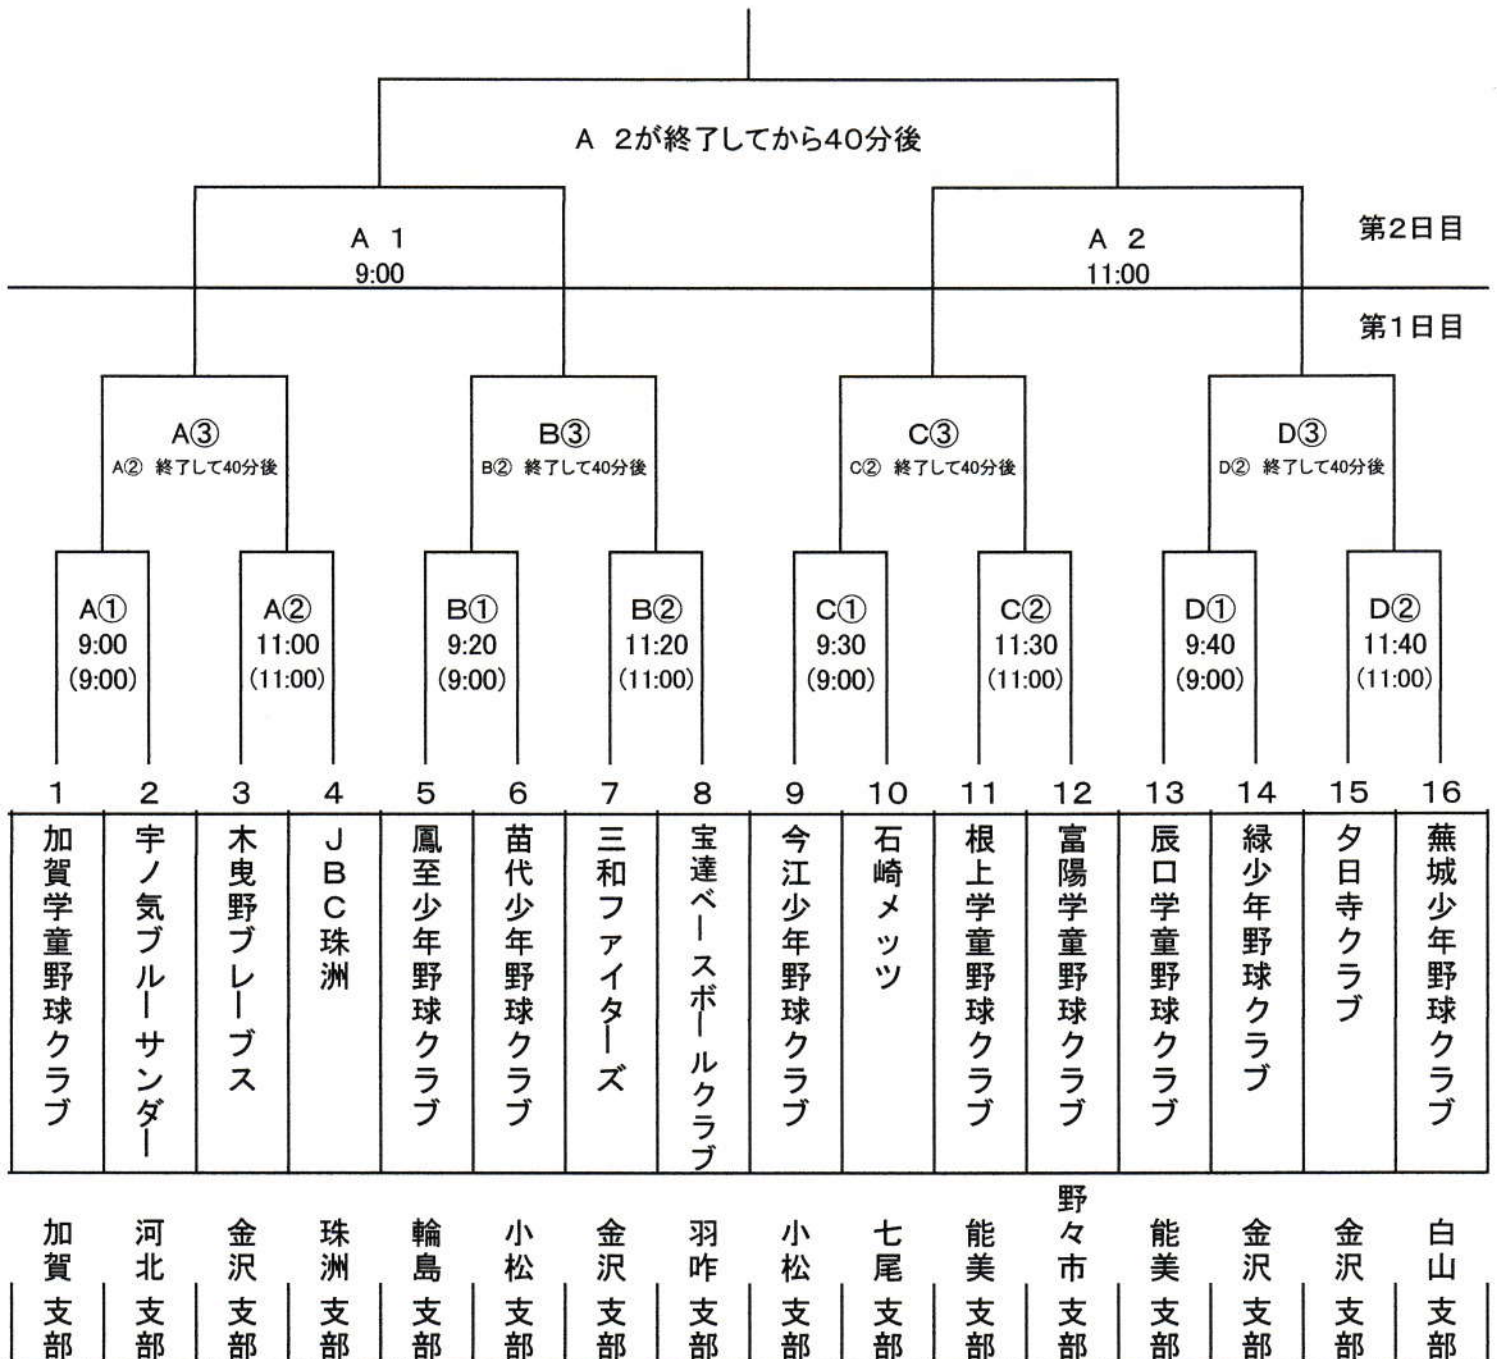 A 2が終了してから40分後
A 1
9:00
A 2
11:00
第2日目
第1日目
A③
A② 終了して40分後
B③
B② 終了して40分後
C③
C② 終了して40分後
D③
D② 終了して40分後
A①
9:00
(9:00)
A②
11:00
(11:00)
B①
9:20
(9:00)
B②
11:20
(11:00)
C①
9:30
(9:00)
C②
11:30
(11:00)
D①
9:40
(9:00)
D②
11:40
(11:00)
1
加賀学童野球クラブ
加賀支部
2
宇ノ気ブルーサンダー
河北支部
3
木曳野ブレーブス
金沢支部
4
JBC珠洲
珠洲支部
5
鳳至少年野球クラブ
輪島支部
6
苗代少年野球クラブ
小松支部
7
三和ファイターズ
金沢支部
8
宝達ベースボールクラブ
羽咋支部
9
今江少年野球クラブ
小松支部
10
石崎メッツ
七尾支部
11
根上学童野球クラブ
能美支部
12
富陽学童野球クラブ
野々市支部
13
辰口学童野球クラブ
能美支部
14
緑少年野球クラブ
金沢支部
15
夕日寺クラブ
金沢支部
16
蕪城少年野球クラブ
白山支部